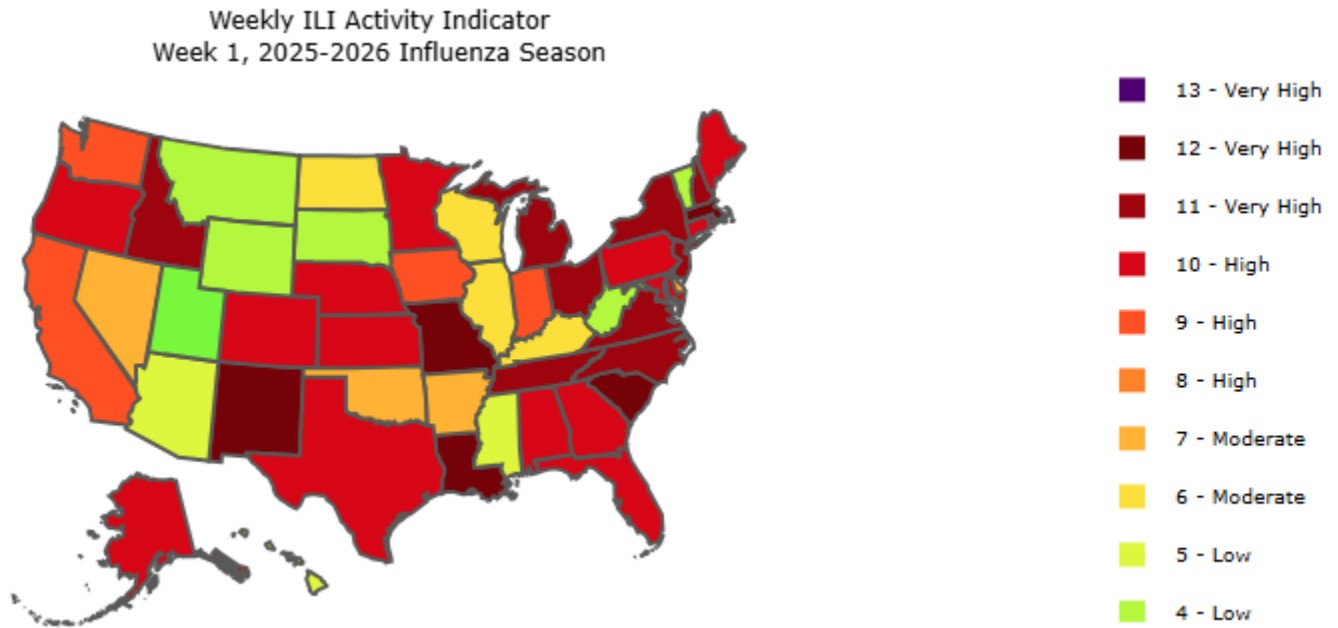 Weekly ILI Activity Indicator
Week 1, 2025-2026 Influenza Season
13 - Very High
12 - Very High
11 - Very High
10 - High
9 - High
8 - High
7 - Moderate
6 - Moderate
5 - Low
4 - Low